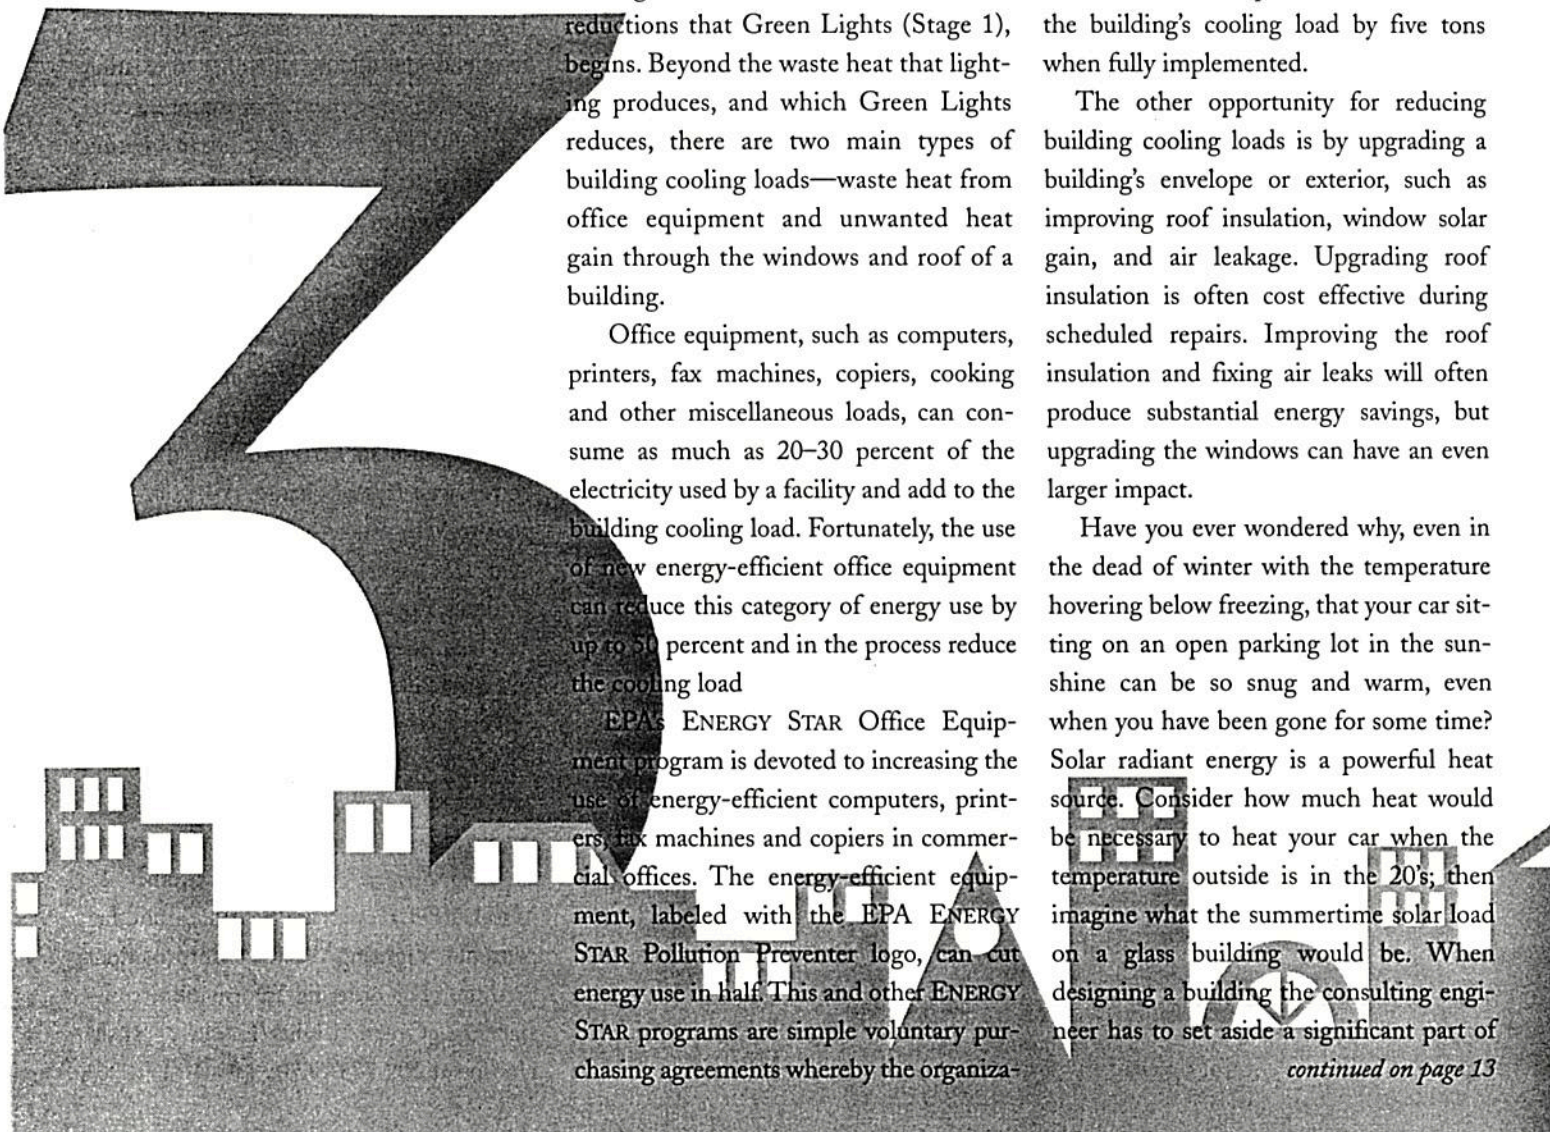 3
reductions that Green Lights (Stage 1),
begins. Beyond the waste heat that light-
ing produces, and which Green Lights
reduces, there are two main types of
building cooling loads—waste heat from
office equipment and unwanted heat
gain through the windows and roof of a
building.
Office equipment, such as computers,
printers, fax machines, copiers, cooking
and other miscellaneous loads, can con-
sume as much as 20–30 percent of the
electricity used by a facility and add to the
building cooling load. Fortunately, the use
of new energy-efficient office equipment
can reduce this category of energy use by
up to 50 percent and in the process reduce
the cooling load
EPA's ENERGY STAR Office Equip-
ment program is devoted to increasing the
use of energy-efficient computers, print-
ers, fax machines and copiers in commer-
cial offices. The energy-efficient equip-
ment, labeled with the EPA ENERGY
STAR Pollution Preventer logo, can cut
energy use in half. This and other ENERGY
STAR programs are simple voluntary pur-
chasing agreements whereby the organiza-
the building's cooling load by five tons
when fully implemented.
The other opportunity for reducing
building cooling loads is by upgrading a
building's envelope or exterior, such as
improving roof insulation, window solar
gain, and air leakage. Upgrading roof
insulation is often cost effective during
scheduled repairs. Improving the roof
insulation and fixing air leaks will often
produce substantial energy savings, but
upgrading the windows can have an even
larger impact.
Have you ever wondered why, even in
the dead of winter with the temperature
hovering below freezing, that your car sit-
ting on an open parking lot in the sun-
shine can be so snug and warm, even
when you have been gone for some time?
Solar radiant energy is a powerful heat
source. Consider how much heat would
be necessary to heat your car when the
temperature outside is in the 20's; then
imagine what the summertime solar load
on a glass building would be. When
designing a building the consulting engi-
neer has to set aside a significant part of
continued on page 13